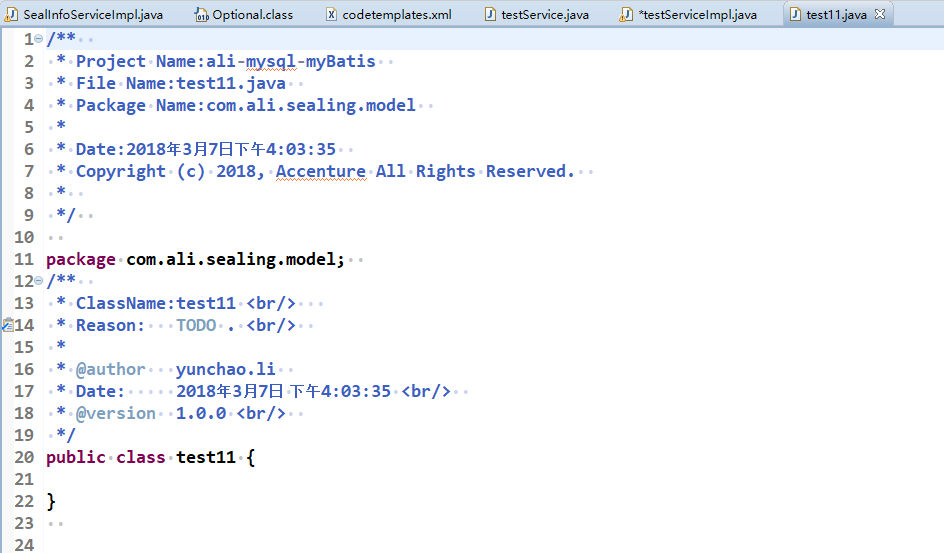 SealInfoServiceImpl.java Optional.class codetemplates.xml testService.java *testServiceImpl.java test11.java
1 /**
2 * Project Name:ali-mysql-myBatis
3 * File Name:test11.java
4 * Package Name:com.ali.sealing.model
5 *
6 * Date:2018年3月7日下午4:03:35
7 * Copyright (c) 2018, Accenture All Rights Reserved.
8 *
9 */
10
11 package com.ali.sealing.model;
12 /**
13 * ClassName:test11 <br/>
14 * Reason: TODO . <br/>
15 *
16 * @author yunchao.li
17 * Date: 2018年3月7日 下午4:03:35 <br/>
18 * @version 1.0.0 <br/>
19 */
20 public class test11 {
21
22 }
23
24